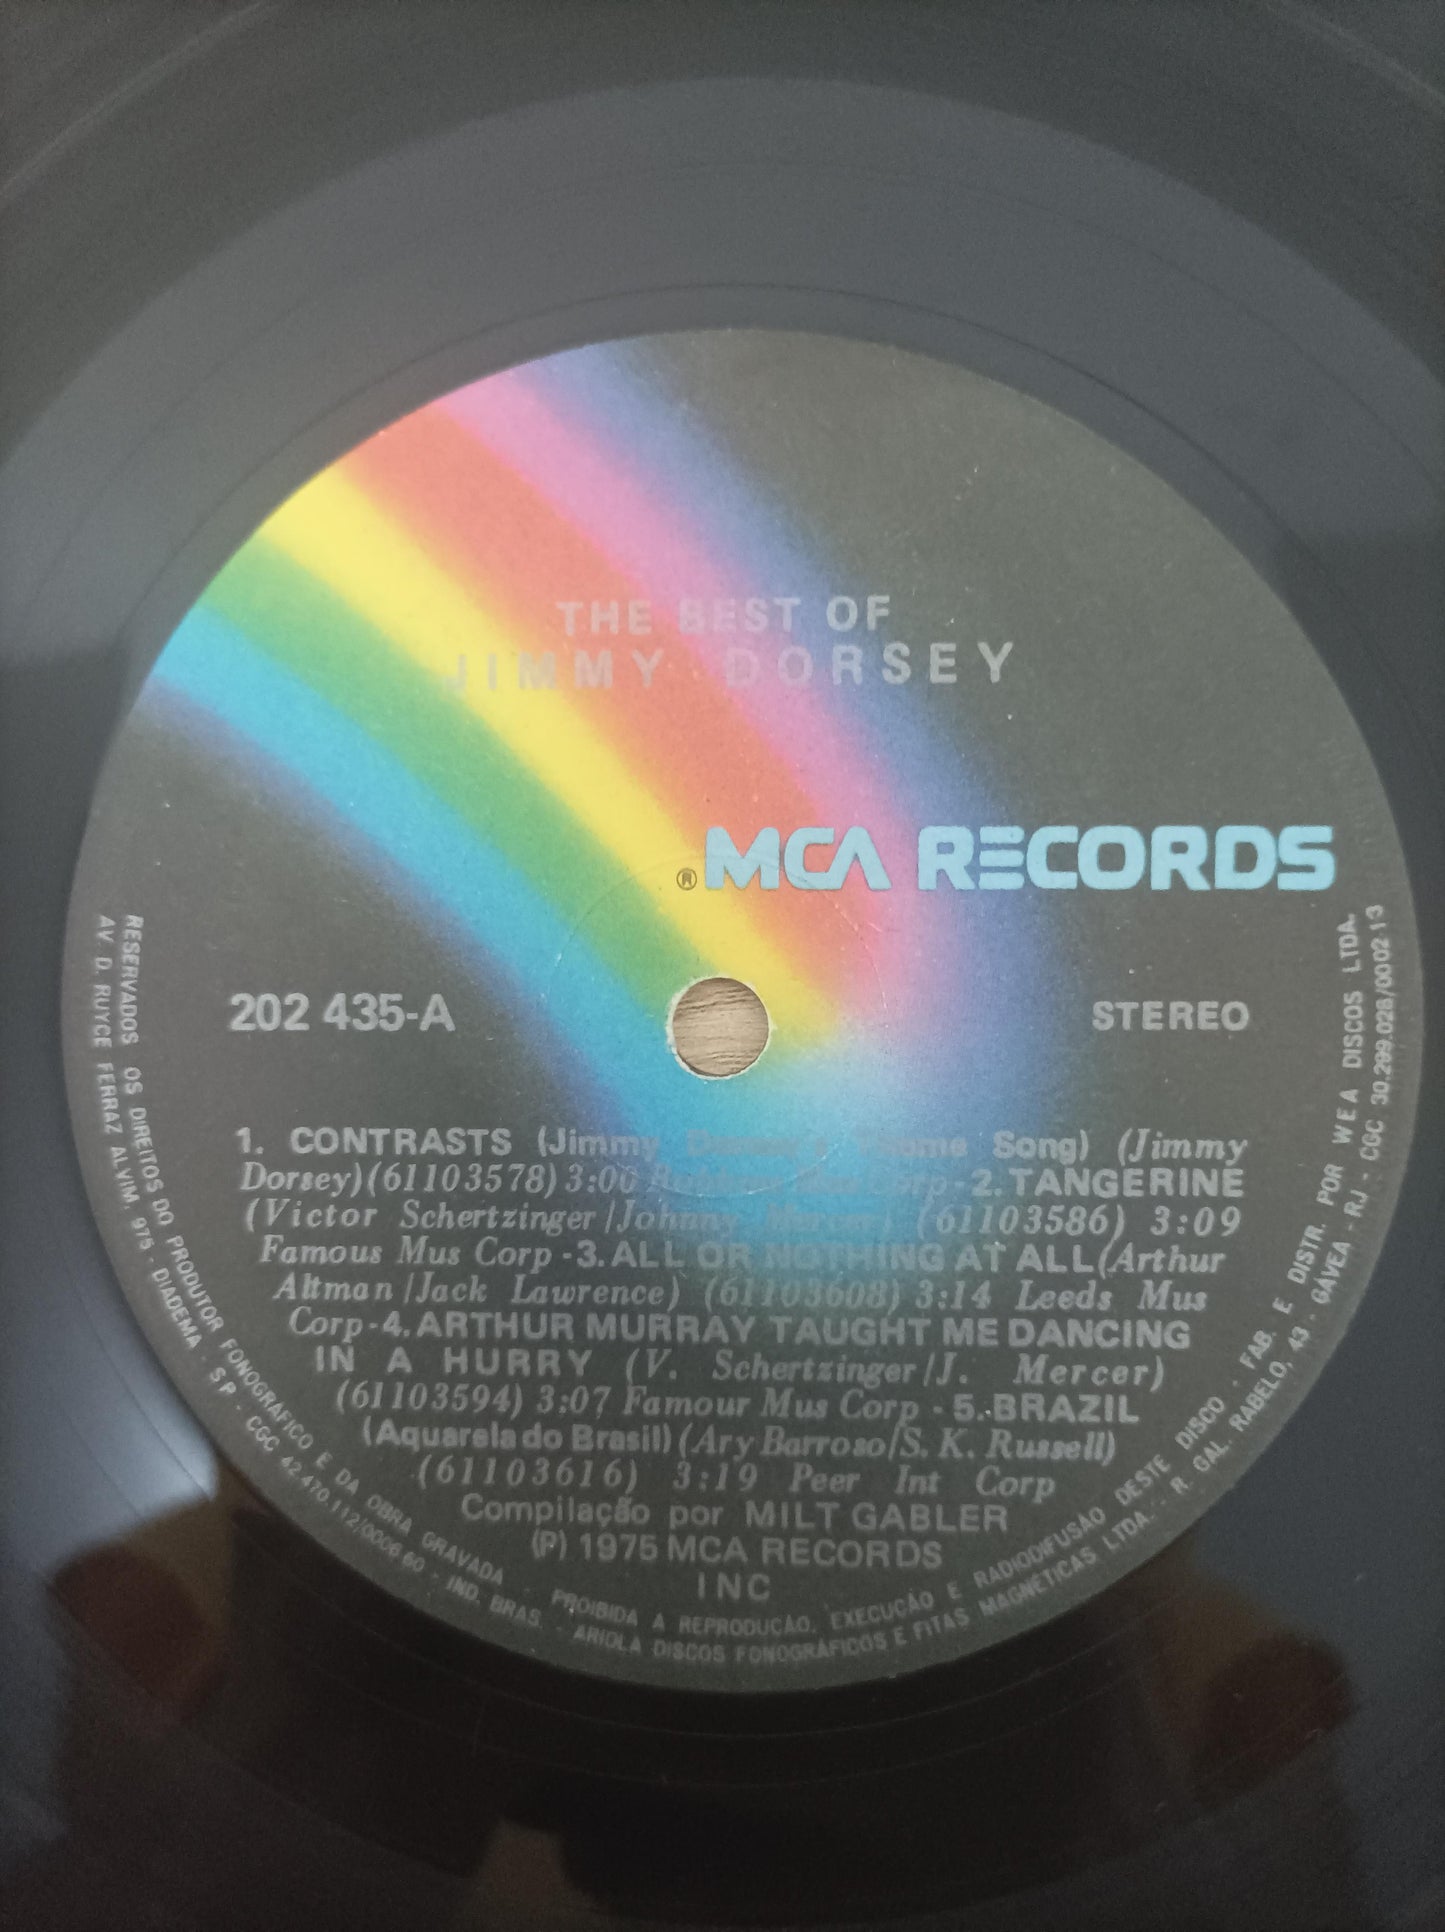 THE BEST OF
JIMMY DORSEY
® MCA RECORDS
202 435-A
STEREO
1. CONTRASTS (Jimmy Dorsey's Theme Song) (Jimmy
Dorsey)(61103578) 3:00 Corp - 2. TANGERINE
(Victor Schertzinger/Johnny Mercer) (61103586) 3:09
Famous Mus Corp - 3. ALL OR NOTHING AT ALL (Arthur
Altman/Jack Lawrence) (61103608) 3:14 Leeds Mus
Corp - 4. ARTHUR MURRAY TAUGHT ME DANCING
IN A HURRY (V. Schertzinger/J. Mercer)
(61103594) 3:07 Famour Mus Corp - 5. BRAZIL
(Aquarela do Brasil) (Ary Barroso/S. K. Russell)
(61103616) 3:19 Peer Int Corp
Compilação por MILT GABLER
(P) 1975 MCA RECORDS
INC
RESERVADOS OS DIREITOS DO PRODUTOR FONOGRÁFICO E DA OBRA GRAVADA - PROIBIDA A REPRODUÇÃO, EXECUÇÃO E RADIODIFUSÃO DESTE DISCO - FAB. E DISTR. POR WEA DISCOS LTDA.
AV. D. RUYCE FERRAZ ALVIM, 975 - DIADEMA - SP - CGC 42.470.112/0006 60 - IND. BRAS. - ARIOLA DISCOS FONOGRÁFICOS E FITAS MAGNÉTICAS LTDA. - R. GAL. RABELO, 43 - GÁVEA - RJ - CGC 30.299.028/0002 13